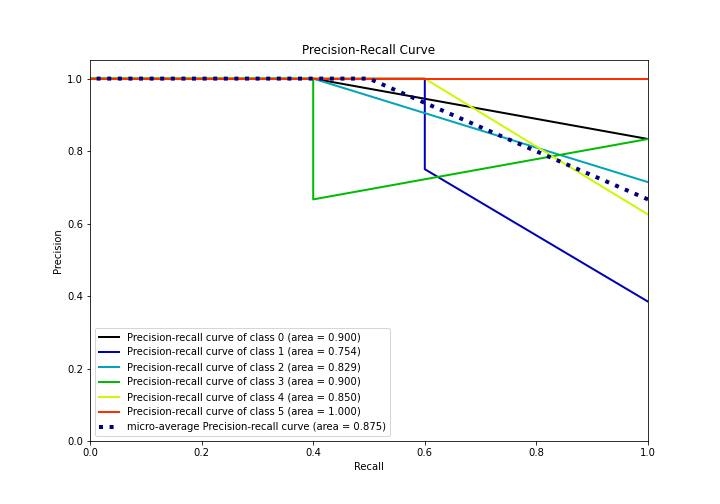 Precision-Recall Curve
1.0
0.8
0.6
0.4
0.2
0.0
Precision
Precision-recall curve of class 0 (area = 0.900)
Precision-recall curve of class 1 (area = 0.754)
Precision-recall curve of class 2 (area = 0.829)
Precision-recall curve of class 3 (area = 0.900)
Precision-recall curve of class 4 (area = 0.850)
Precision-recall curve of class 5 (area = 1.000)
micro-average Precision-recall curve (area = 0.875)
0.0 0.2 0.4 0.6 0.8 1.0
Recall